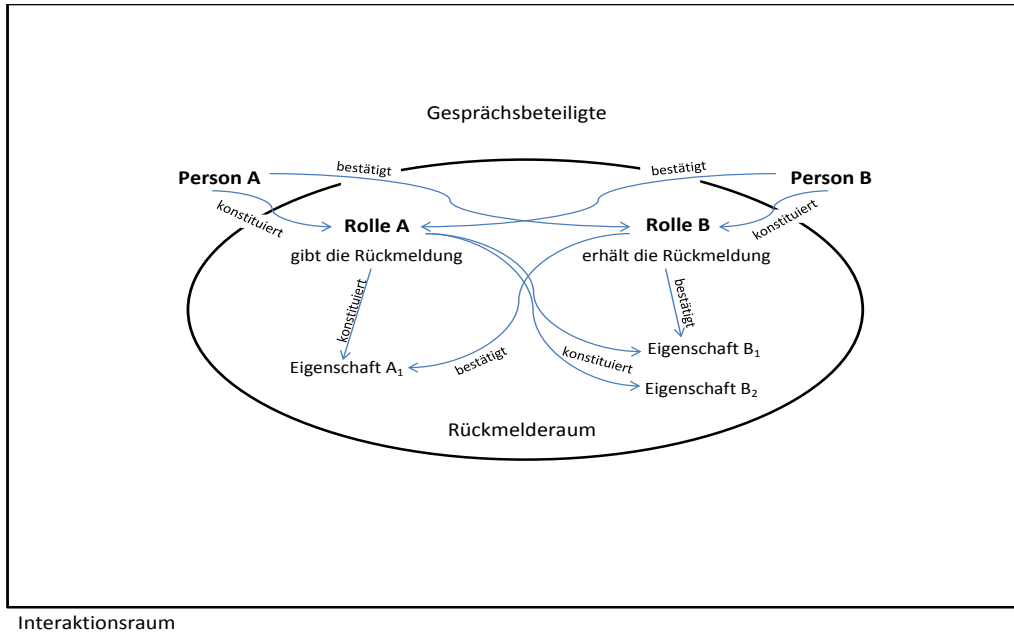 Gesprächsbeteiligte
bestätigt
bestätigt
Person A
Person B
konstituiert
konstituiert
Rolle A
Rolle B
gibt die Rückmeldung
erhält die Rückmeldung
konstituiert
bestätigt
Eigenschaft B₁
Eigenschaft A₁
bestätigt
konstituiert
Eigenschaft B₂
Rückmelderaum
Interaktionsraum